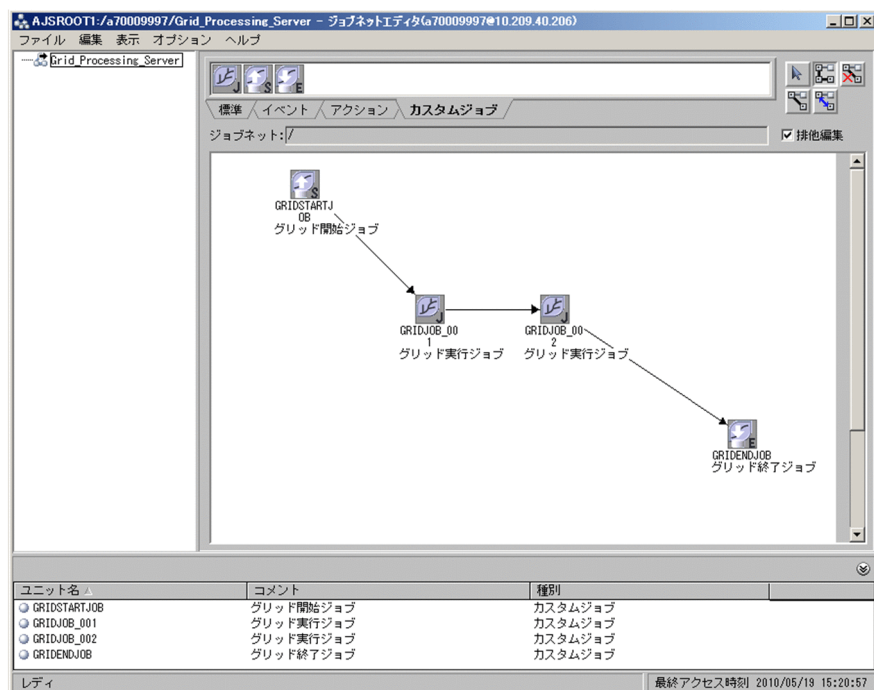 AJSROOT1:/a70009997/Grid_Processing_Server - ジョブネットエディタ(a70009997@10.209.40.206)
ファイル 編集 表示 オプション ヘルプ
Grid_Processing_Server
J S E
標準 イベント アクション カスタムジョブ
ジョブネット:/ 排他編集
S
GRIDSTARTJ
OB
グリッド開始ジョブ
J J
GRIDJOB_00 GRIDJOB_00
1 2
グリッド実行ジョブ グリッド実行ジョブ
E
GRIDENDJOB
グリッド終了ジョブ
ユニット名 コメント 種別
GRIDSTARTJOB グリッド開始ジョブ カスタムジョブ
GRIDJOB_001 グリッド実行ジョブ カスタムジョブ
GRIDJOB_002 グリッド実行ジョブ カスタムジョブ
GRIDENDJOB グリッド終了ジョブ カスタムジョブ
レディ 最終アクセス時刻 2010/05/19 15:20:57